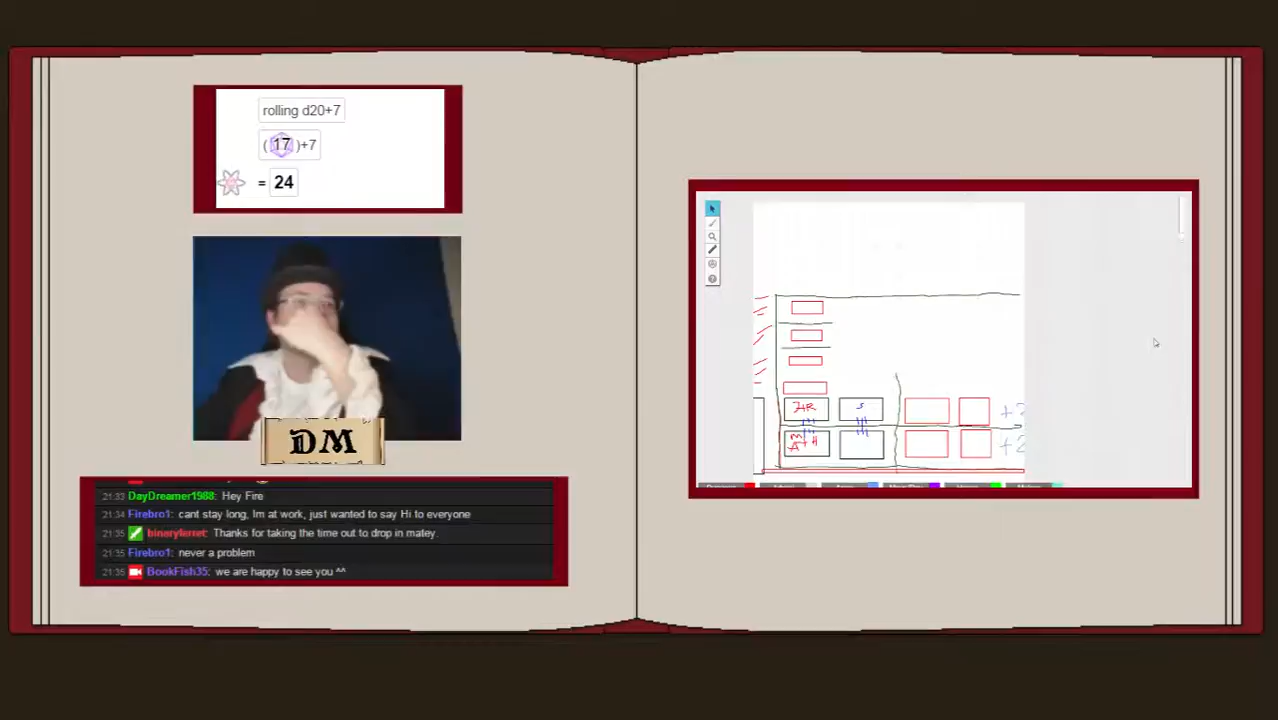 rolling d20+7
( 17 )+7
= 24
DM
21:33 DayDreamer1988: Hey Fire
21:34 Firebro1: cant stay long, Im at work, just wanted to say Hi to everyone
21:35 binaryferret: Thanks for taking the time out to drop in matey.
21:35 Firebro1: never a problem
21:35 BookFish35: we are happy to see you ^^
S
+2